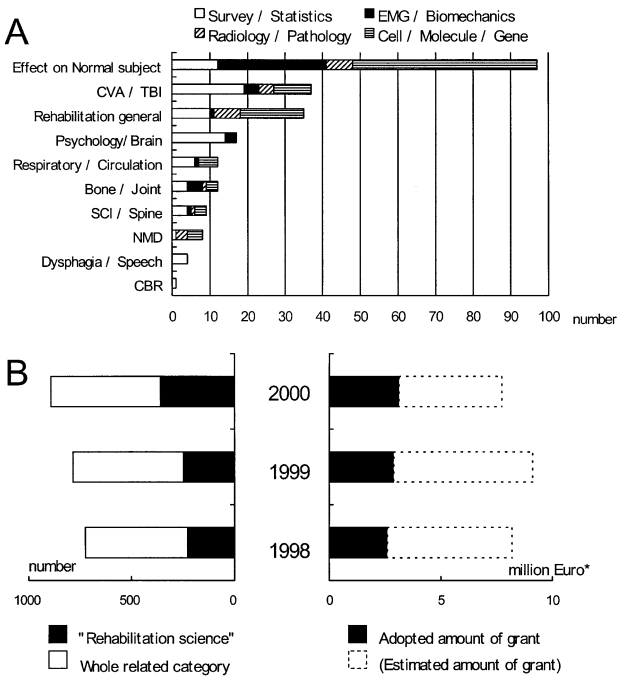 A
Survey / Statistics EMG / Biomechanics
Radiology / Pathology Cell / Molecule / Gene
Effect on Normal subject
CVA / TBI
Rehabilitation general
Psychology/ Brain
Respiratory / Circulation
Bone / Joint
SCI / Spine
NMD
Dysphagia / Speech
CBR
0 10 20 30 40 50 60 70 80 90 100 number
B
2000
1999
1998
number million Euro*
1000 500 0 0 5 10
"Rehabilitation science" Adopted amount of grant
Whole related category (Estimated amount of grant)